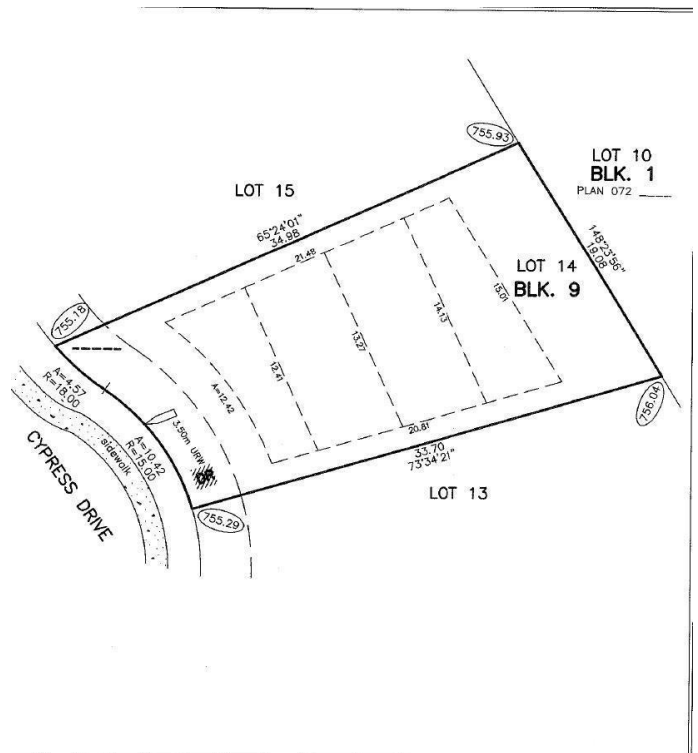 755.93
LOT 10
BLK. 1
PLAN 072
LOT 15
65°24'01"
34.98
148°23'56"
19.08
21.48
LOT 14
BLK. 9
15.01
14.13
13.27
12.41
755.18
A=12.42
A=4.57
R=18.00
3.50m URW
A=10.42
R=15.00
sidewalk
CYPRESS DRIVE
DR
20.81
33.70
73°34'21"
756.04
LOT 13
755.29